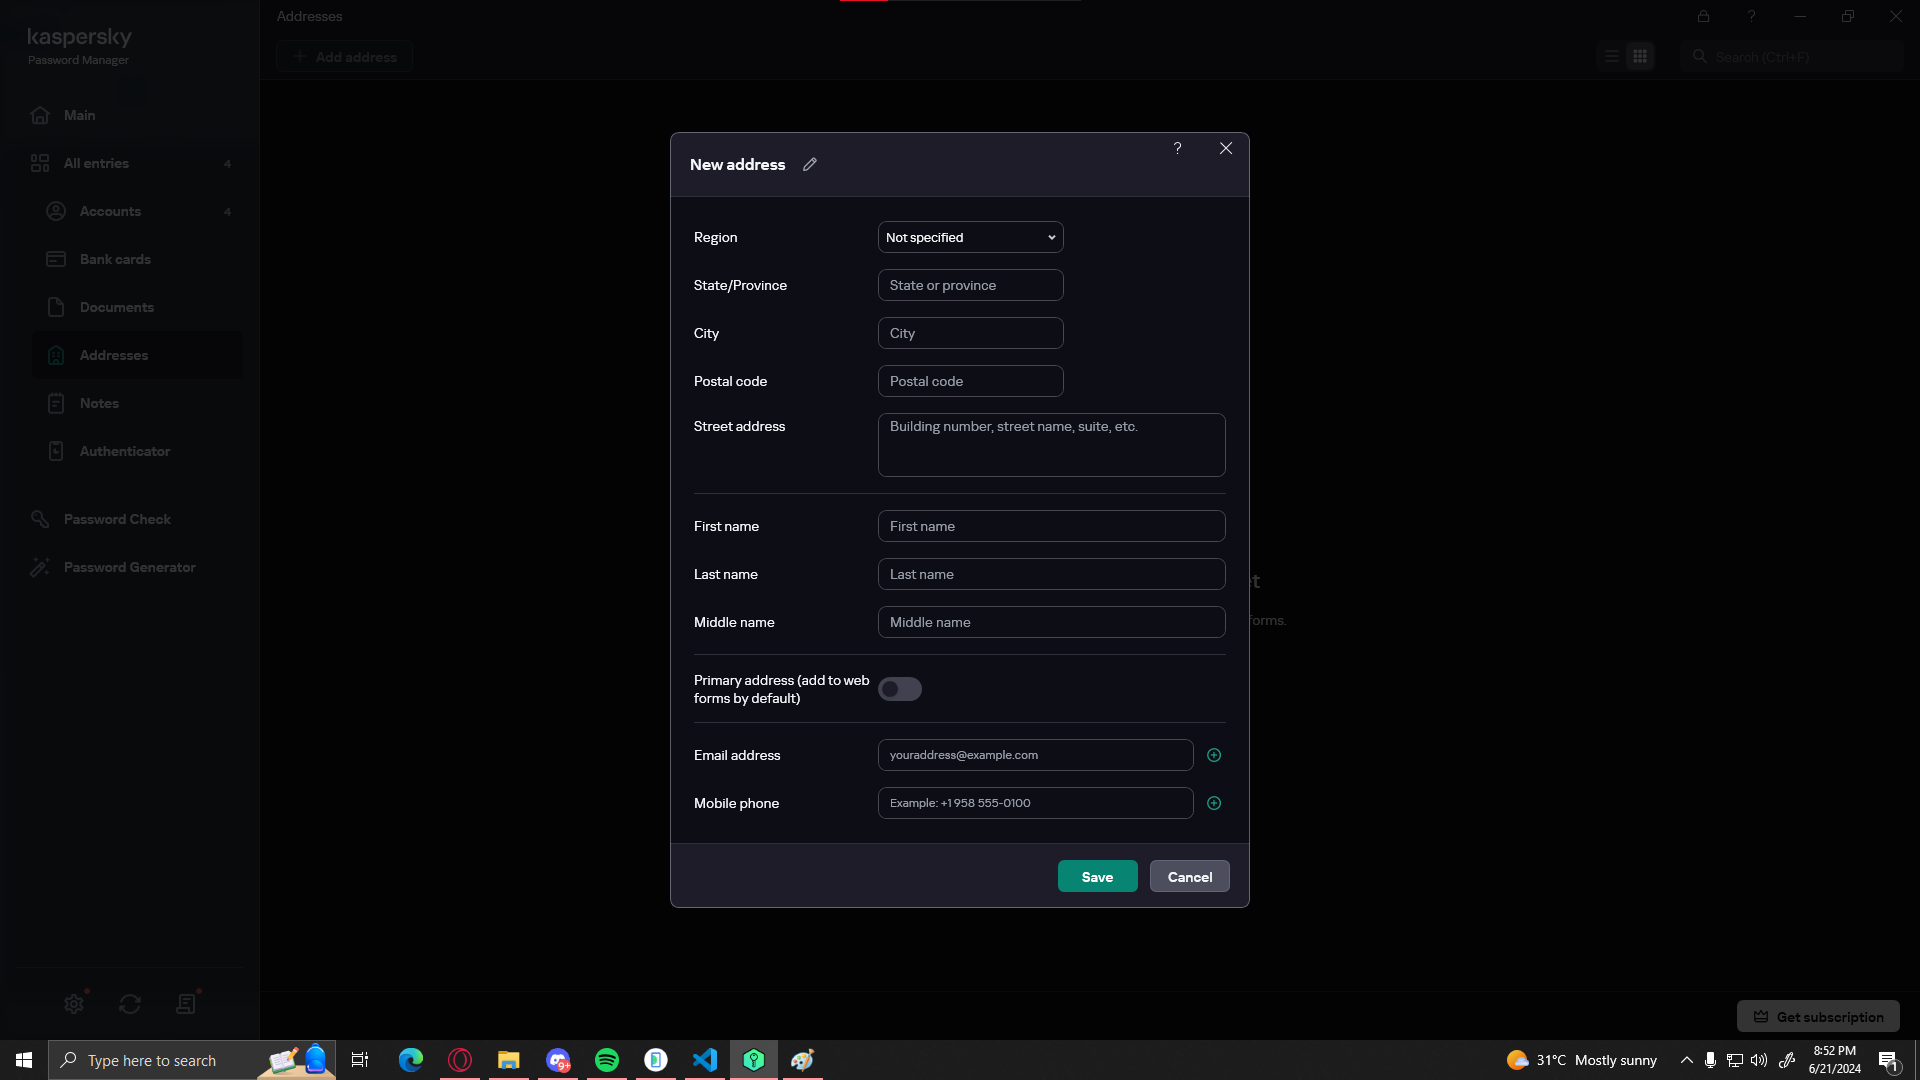 Addresses
kaspersky
Password Manager
Add address
Search (Ctrl+F)
Main
All entries 4
Accounts 4
Bank cards
Documents
Addresses
Notes
Authenticator
Password Check
Password Generator
New address
?
Region
Not specified
State/Province
State or province
City
City
Postal code
Postal code
Street address
Building number, street name, suite, etc.
First name
First name
Last name
Last name
Middle name
Middle name
Primary address (add to web
forms by default)
Email address
youraddress@example.com
Mobile phone
Example: +1 958 555-0100
Save
Cancel
et
forms.
Get subscription
Type here to search
9+
31°C Mostly sunny
8:52 PM
6/21/2024
1